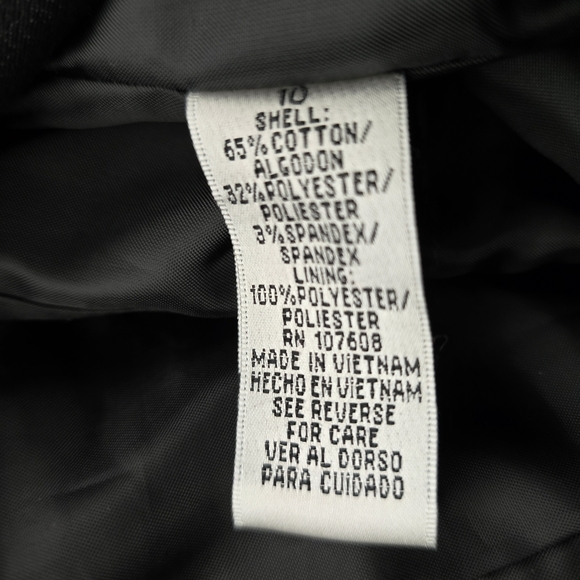 10
SHELL:
65% COTTON/
ALGODON
32% POLYESTER/
POLIESTER
3% SPANDEX/
SPANDEX
LINING:
100% POLYESTER/
POLIESTER
RN 107608
MADE IN VIETNAM
HECHO EN VIETNAM
SEE REVERSE
FOR CARE
VER AL DORSO
PARA CUIDADO